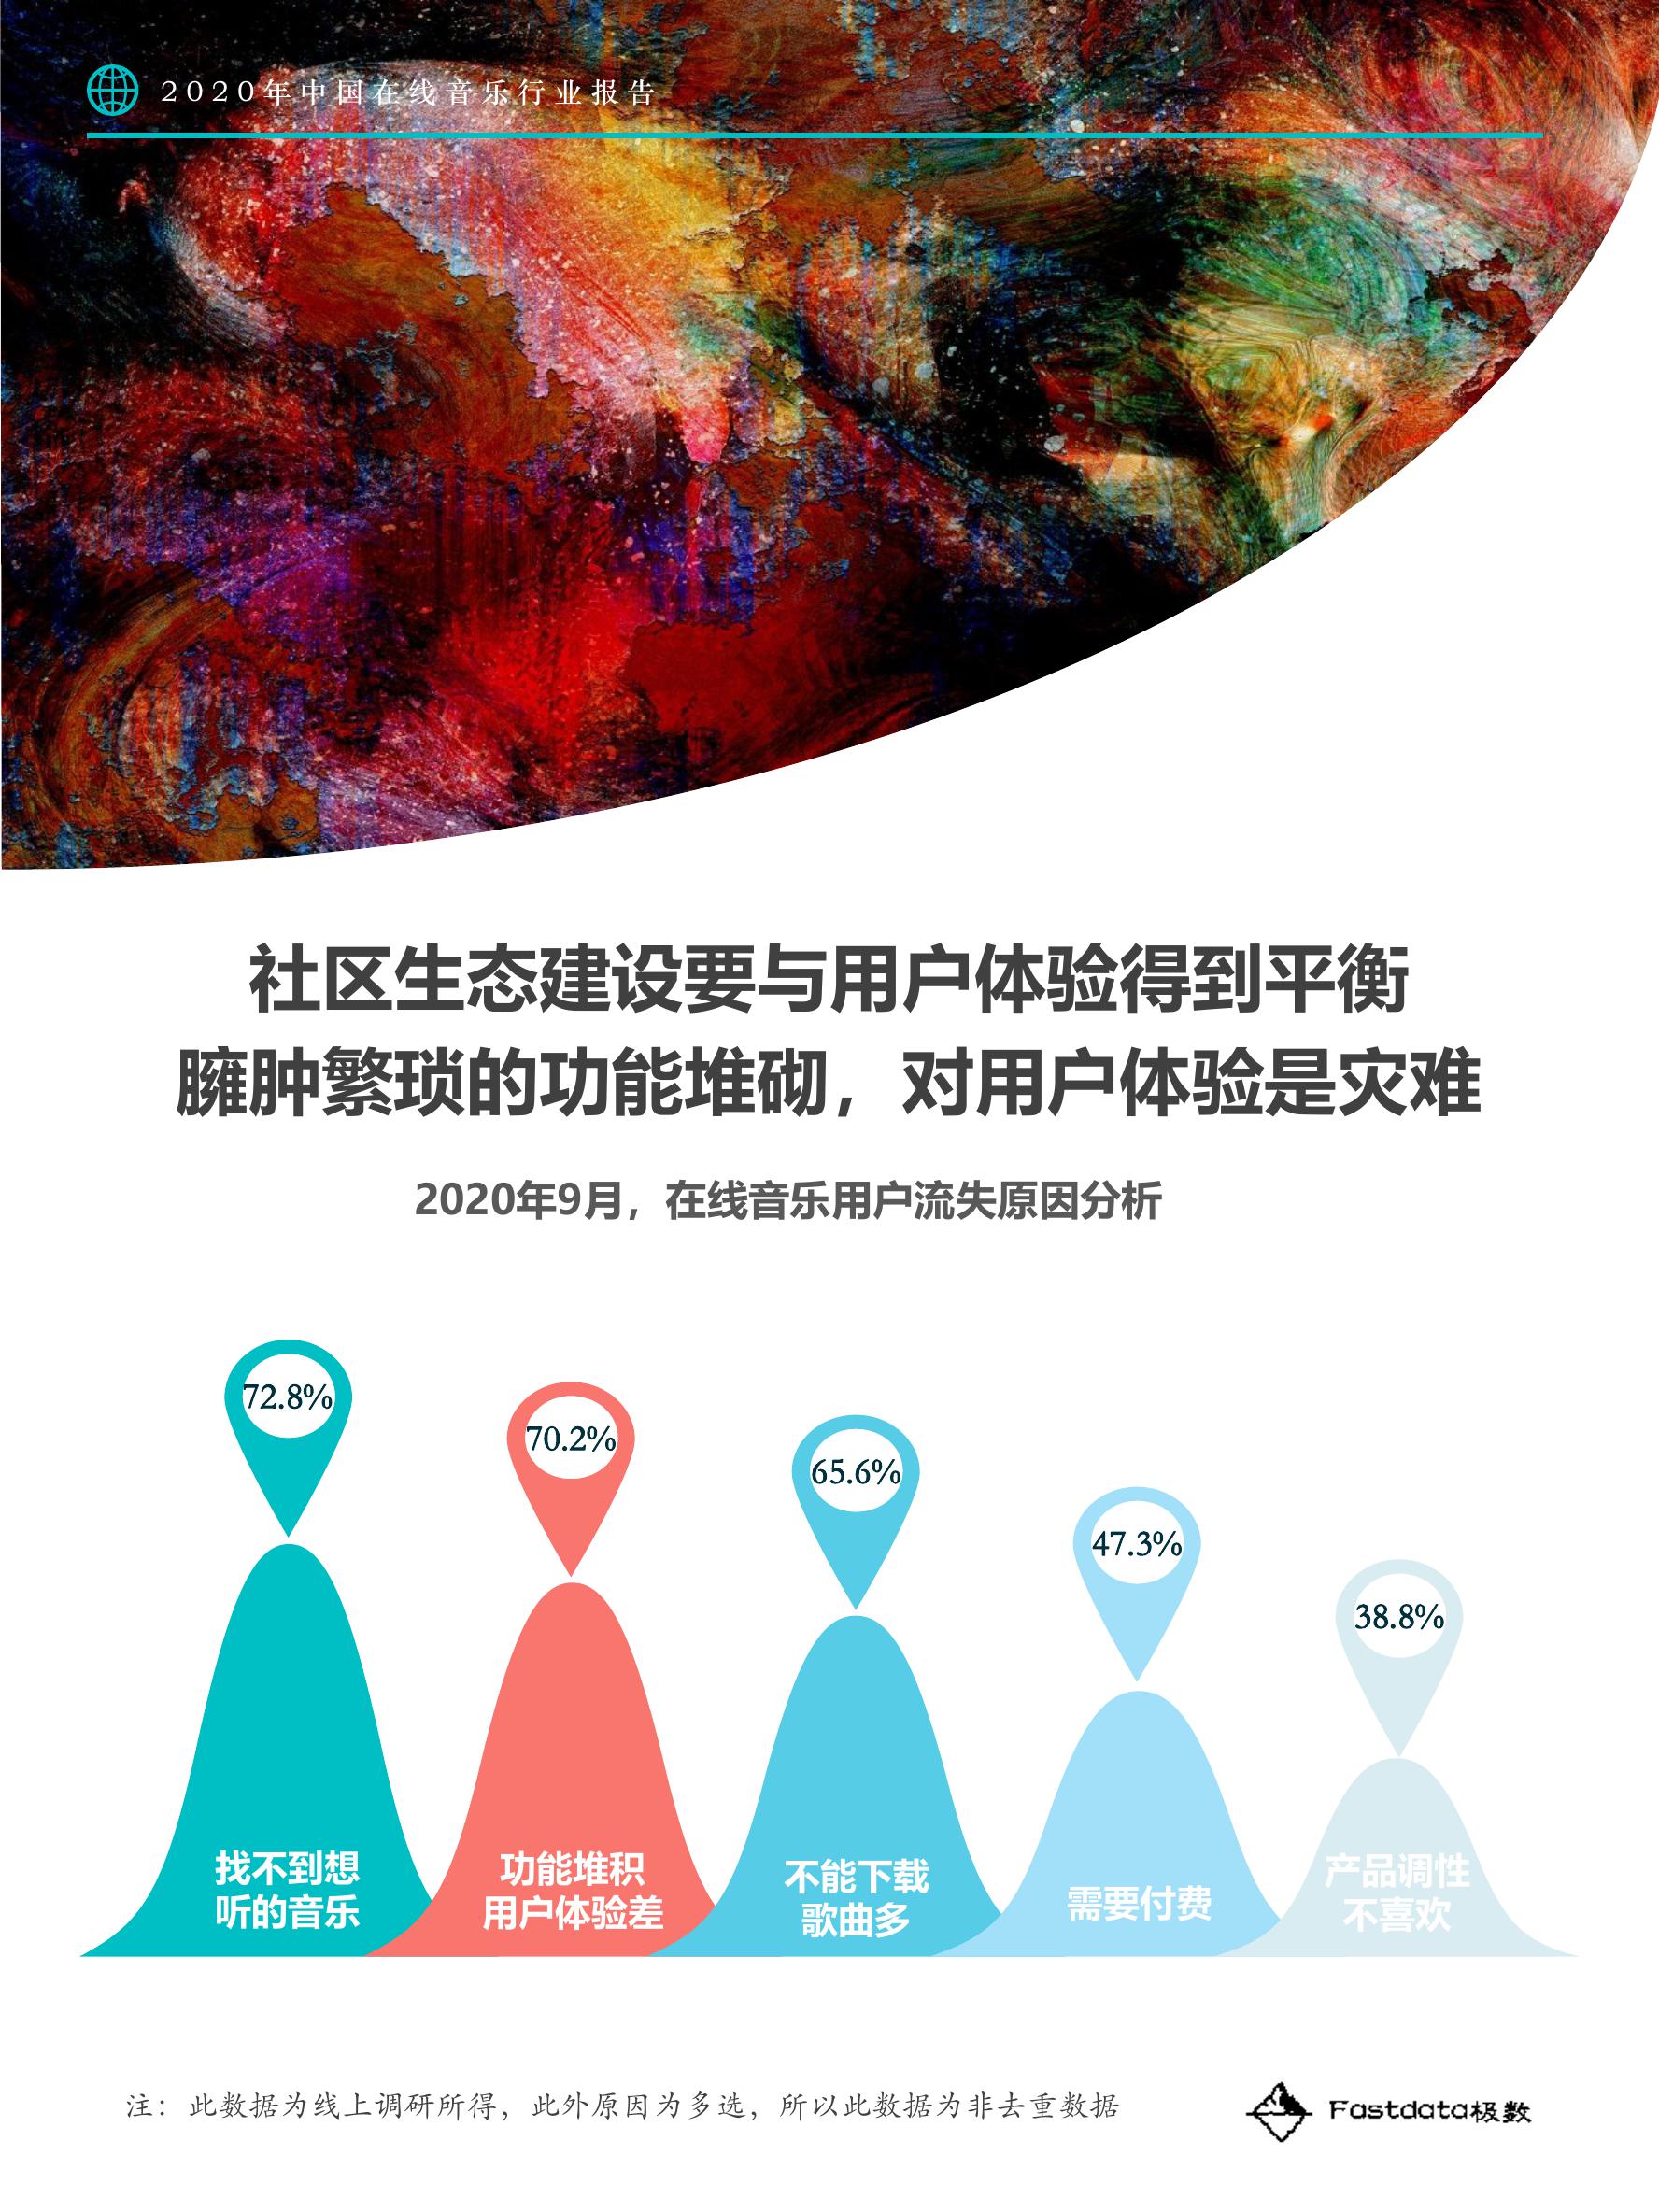 2020年中国在线音乐行业报告
社区生态建设要与用户体验得到平衡
臃肿繁琐的功能堆砌，对用户体验是灾难
2020年9月，在线音乐用户流失原因分析
72.8%
70.2%
65.6%
47.3%
38.8%
找不到想
听的音乐
功能堆积
用户体验差
不能下载
歌曲多
需要付费
产品调性
不喜欢
注：此数据为线上调研所得，此外原因为多选，所以此数据为非去重数据
Fastdata极数